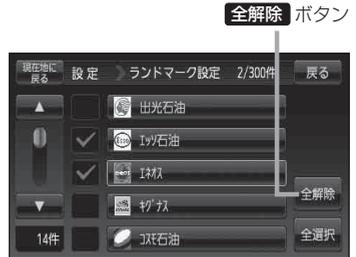 全解除 ボタン
現在地に戻る 設定 ランドマーク設定 2/300件 戻る
出光石油
ESSO ｴｯｿ石油
ｴﾈｵｽ
ｷｸﾞﾅｽ
全解除
14件 ｺｽﾓ石油 全選択